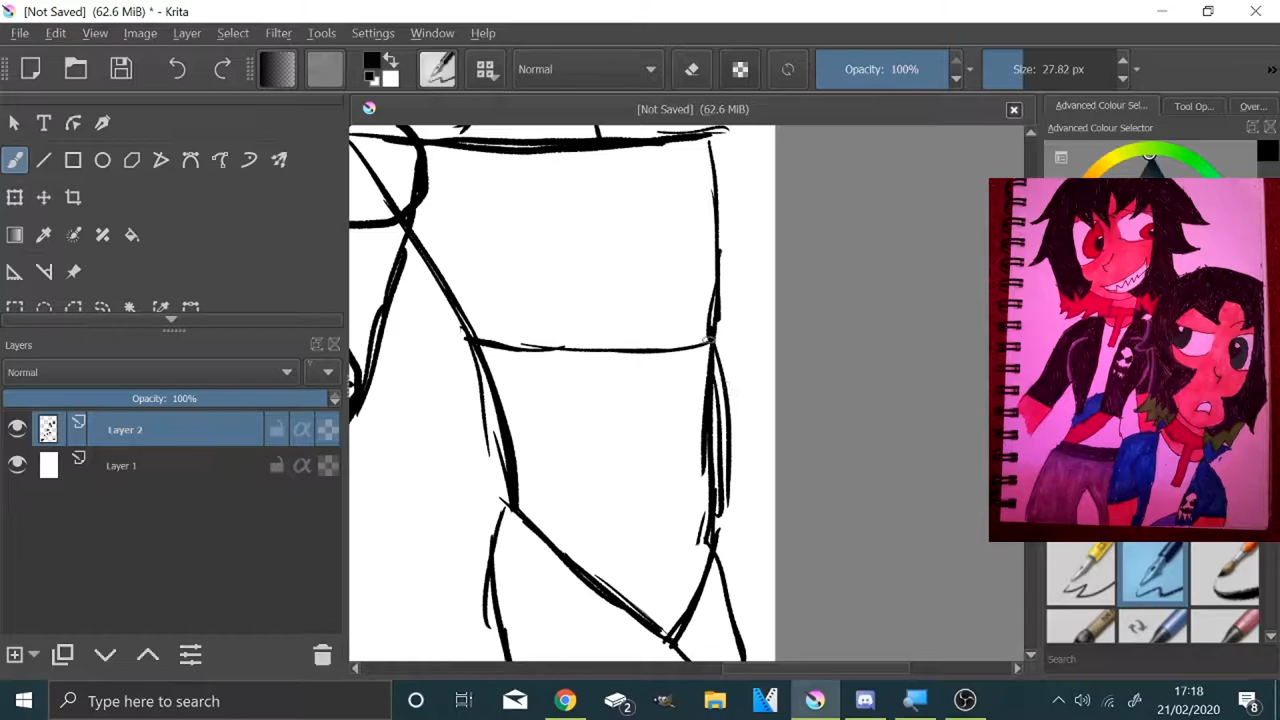 [Not Saved] (62.6 MiB) * - Krita
File Edit View Image Layer Select Filter Tools Settings Window Help
Normal
Opacity: 100%
Size: 27.82 px
»
[Not Saved] (62.6 MiB)
Advanced Colour Sel...
Tool Op...
Over...
Advanced Colour Selector
Layers
Normal
Opacity: 100%
Layer 2
Layer 1
Search
Type here to search
2
17:18
21/02/2020
8